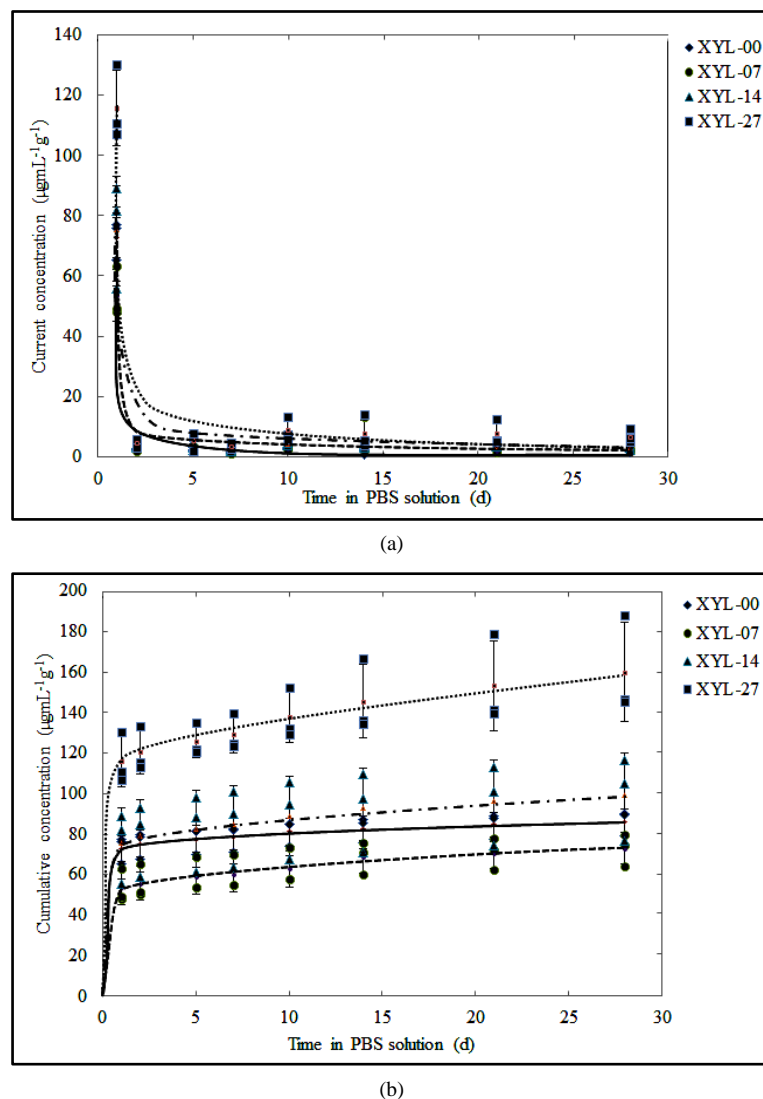 140
120
100
80
60
40
20
0
Current concentration (µgmL-1g-1)
0 5 10 15 20 25 30
Time in PBS solution (d)
XYL-00
XYL-07
XYL-14
XYL-27
(a)
200
180
160
140
120
100
80
60
40
20
0
Cumulative concentration (µgmL-1g-1)
0 5 10 15 20 25 30
Time in PBS solution (d)
XYL-00
XYL-07
XYL-14
XYL-27
(b)